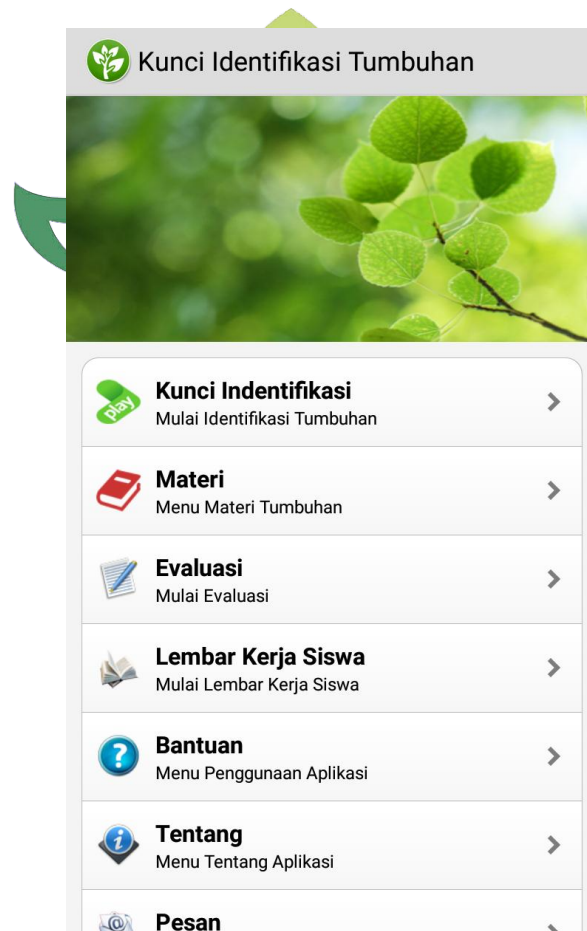 Kunci Identifikasi Tumbuhan
play
Kunci Indentifikasi
Mulai Identifikasi Tumbuhan
Materi
Menu Materi Tumbuhan
Evaluasi
Mulai Evaluasi
Lembar Kerja Siswa
Mulai Lembar Kerja Siswa
Bantuan
Menu Penggunaan Aplikasi
Tentang
Menu Tentang Aplikasi
Pesan